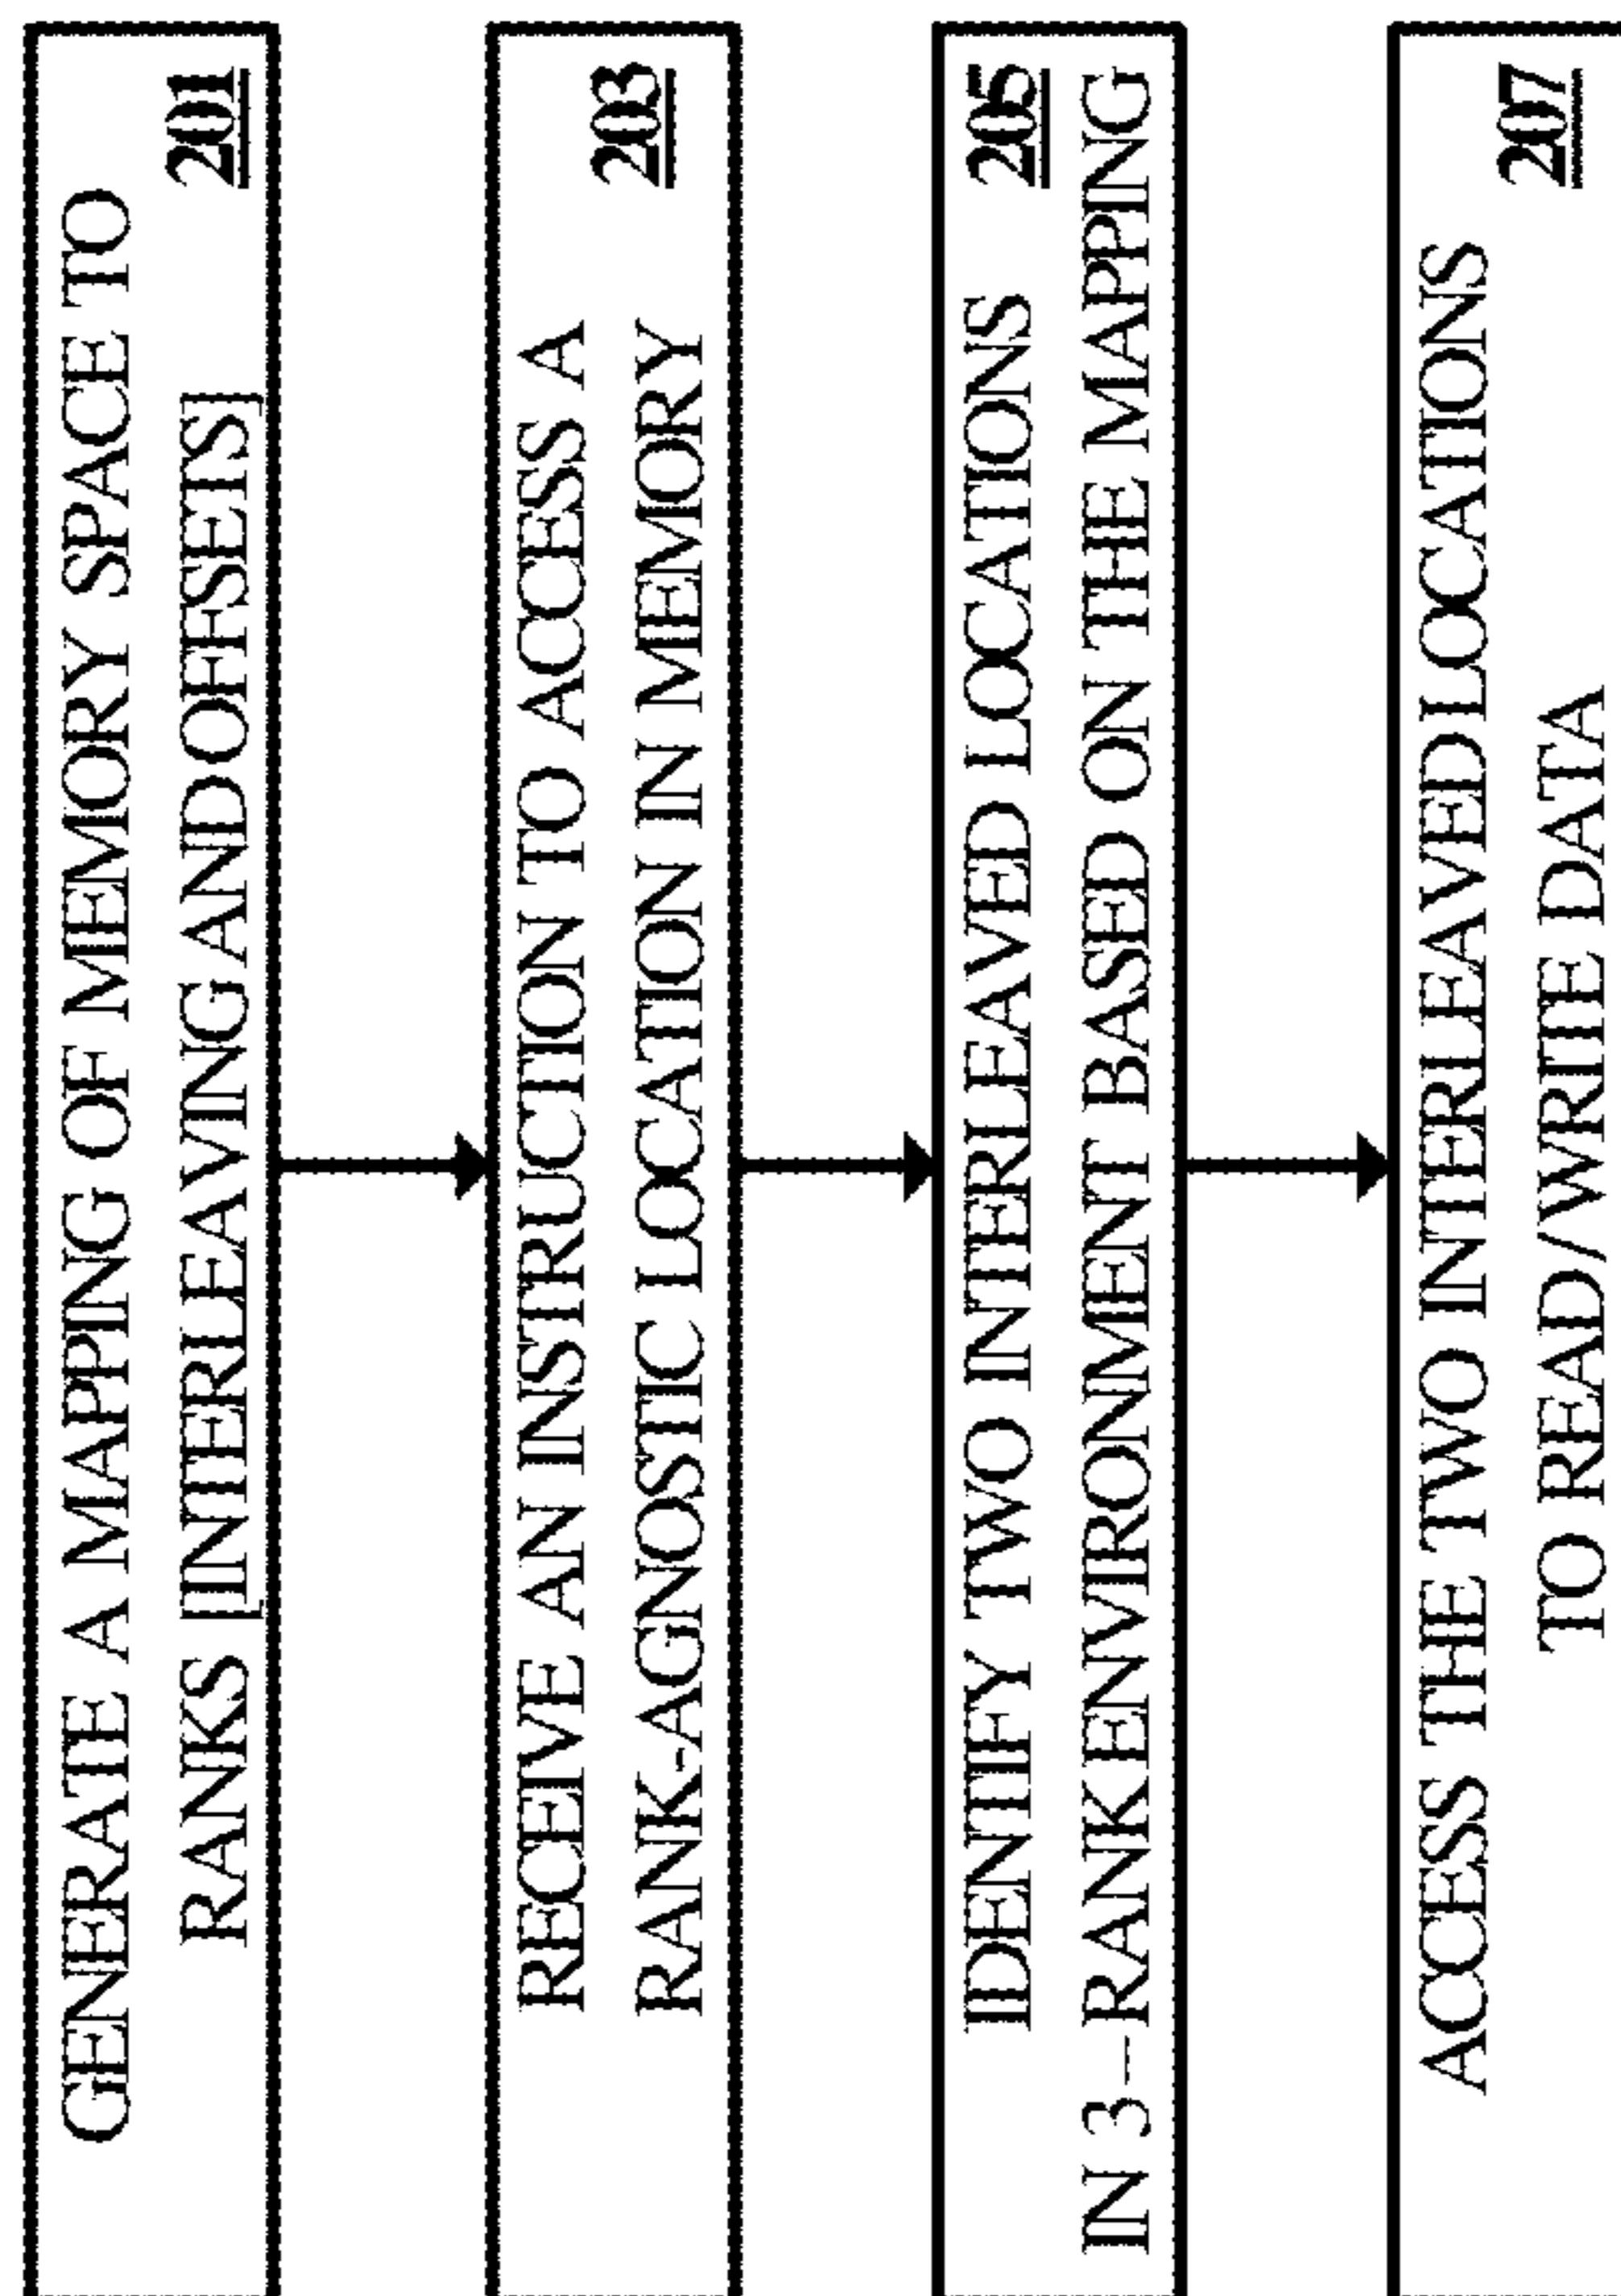 GENERATE A MAPPING OF MEMORY SPACE TO
RANKS [INTERLEAVING AND OFFSETS] 201
RECEIVE AN INSTRUCTION TO ACCESS A
RANK-AGNOSTIC LOCATION IN MEMORY 203
IDENTIFY TWO INTERLEAVED LOCATIONS 205
IN 3-RANK ENVIRONMENT BASED ON THE MAPPING
ACCESS THE TWO INTERLEAVED LOCATIONS
TO READ/WRITE DATA 207